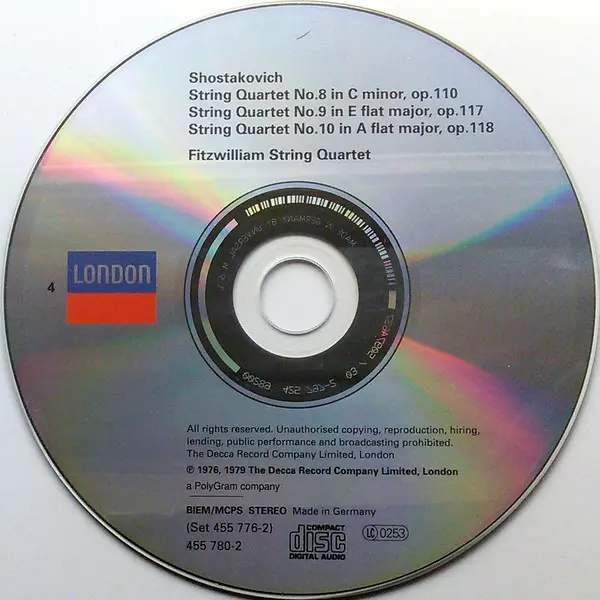 Shostakovich
String Quartet No.8 in C minor, op.110
String Quartet No.9 in E flat major, op.117
String Quartet No.10 in A flat major, op.118
Fitzwilliam String Quartet
4
LONDON
All rights reserved. Unauthorised copying, reproduction, hiring,
lending, public performance and broadcasting prohibited.
The Decca Record Company Limited, London
℗ 1976, 1979 The Decca Record Company Limited, London
a PolyGram company
BIEM/MCPS STEREO Made in Germany
(Set 455 776-2)
455 780-2
COMPACT
disc
DIGITAL AUDIO
LC 0253